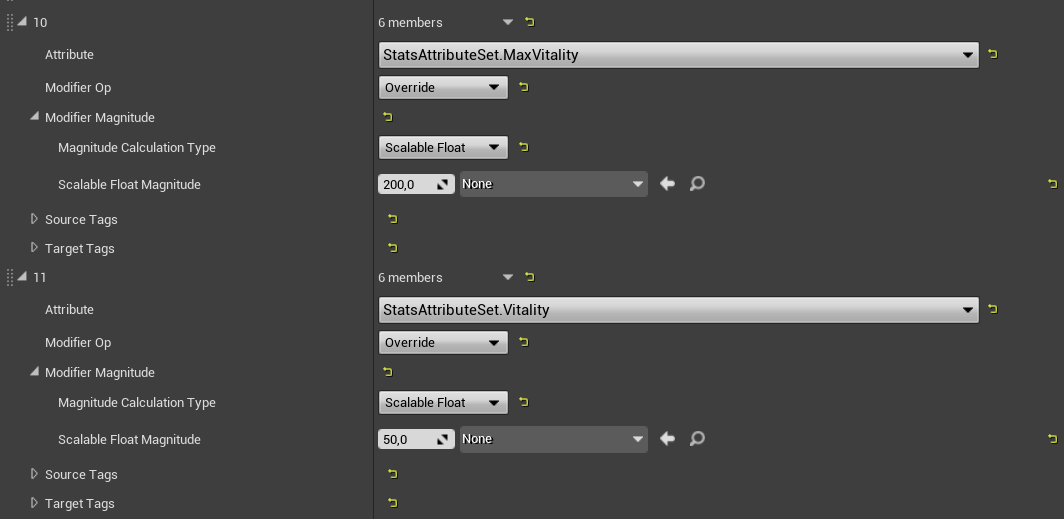 10 6 members
Attribute StatsAttributeSet.MaxVitality
Modifier Op Override
Modifier Magnitude
Magnitude Calculation Type Scalable Float
Scalable Float Magnitude 200,0 None
Source Tags
Target Tags
11 6 members
Attribute StatsAttributeSet.Vitality
Modifier Op Override
Modifier Magnitude
Magnitude Calculation Type Scalable Float
Scalable Float Magnitude 50,0 None
Source Tags
Target Tags